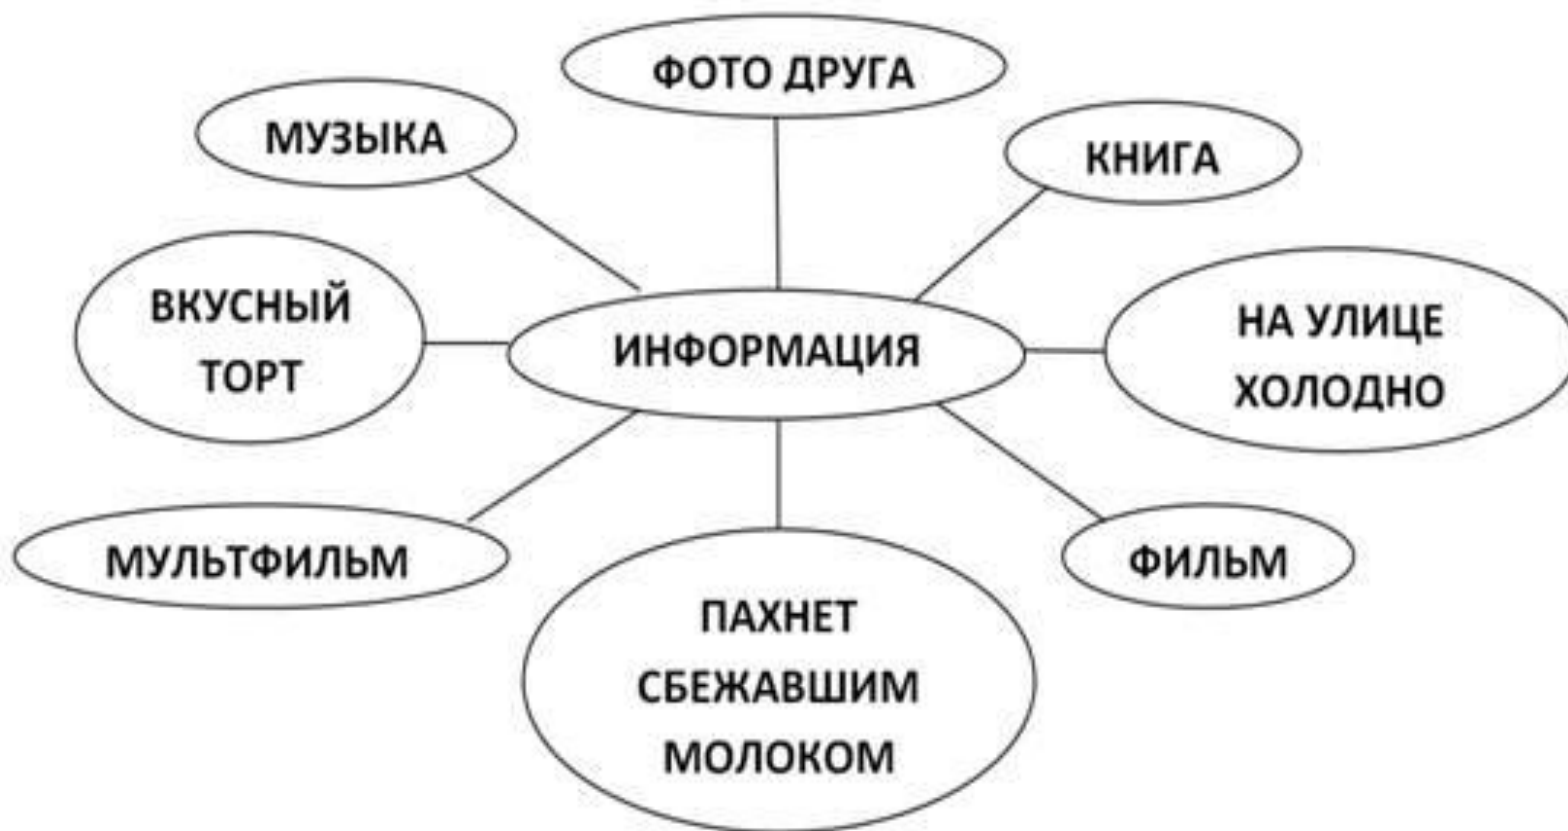 ФОТО ДРУГА
МУЗЫКА
КНИГА
ВКУСНЫЙ
ТОРТ
ИНФОРМАЦИЯ
НА УЛИЦЕ
ХОЛОДНО
МУЛЬТФИЛЬМ
ПАХНЕТ
СБЕЖАВШИМ
МОЛОКОМ
ФИЛЬМ